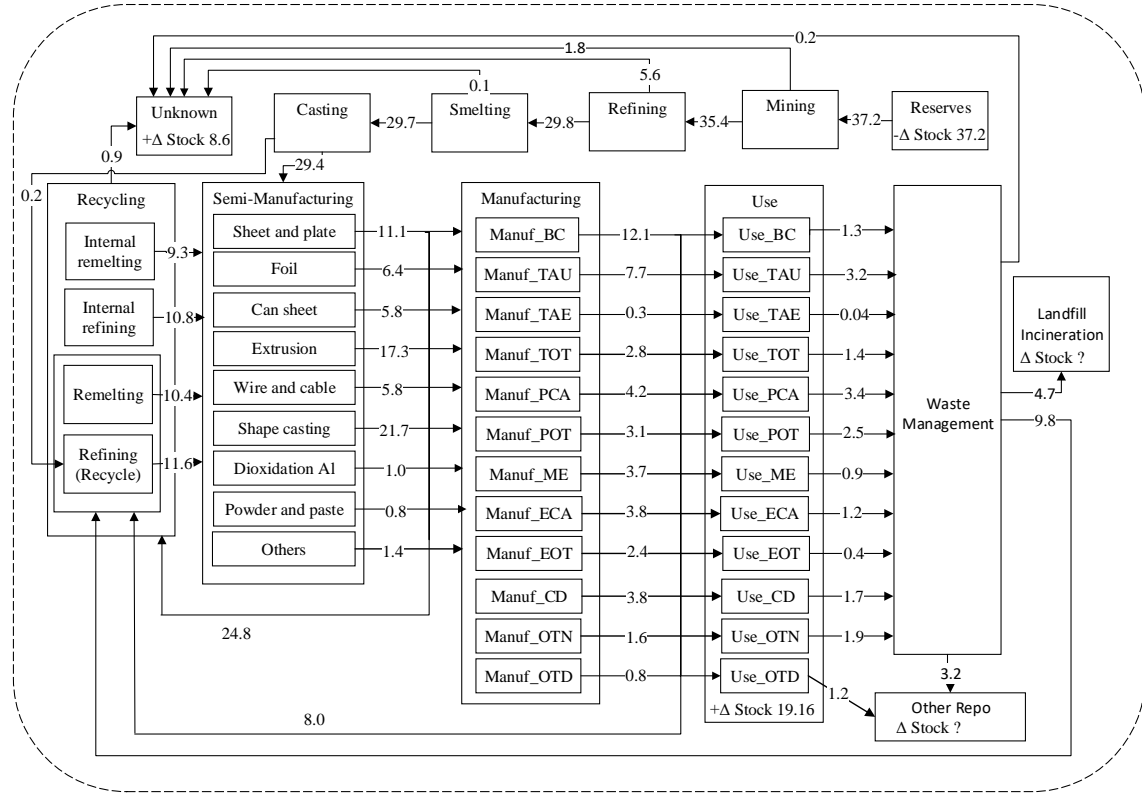 0.2
1.8
5.6
0.1
Unknown
+Δ Stock 8.6
Casting
29.7
Smelting
29.8
Refining
35.4
Mining
37.2
Reserves
-Δ Stock 37.2
0.9
29.4
0.2
Recycling
Internal
remelting
9.3
Internal
refining
10.8
Remelting
10.4
Refining
(Recycle)
11.6
Semi-Manufacturing
Sheet and plate
11.1
Foil
6.4
Can sheet
5.8
Extrusion
17.3
Wire and cable
5.8
Shape casting
21.7
Dioxidation Al
1.0
Powder and paste
0.8
Others
1.4
Manufacturing
Manuf_BC
12.1
Manuf_TAU
7.7
Manuf_TAE
0.3
Manuf_TOT
2.8
Manuf_PCA
4.2
Manuf_POT
3.1
Manuf_ME
3.7
Manuf_ECA
3.8
Manuf_EOT
2.4
Manuf_CD
3.8
Manuf_OTN
1.6
Manuf_OTD
0.8
Use
Use_BC
1.3
Use_TAU
3.2
Use_TAE
0.04
Use_TOT
1.4
Use_PCA
3.4
Use_POT
2.5
Use_ME
0.9
Use_ECA
1.2
Use_EOT
0.4
Use_CD
1.7
Use_OTN
1.9
Use_OTD
1.2
+Δ Stock 19.16
Waste
Management
Landfill
Incineration
Δ Stock ?
4.7
9.8
3.2
Other Repo
Δ Stock ?
24.8
8.0